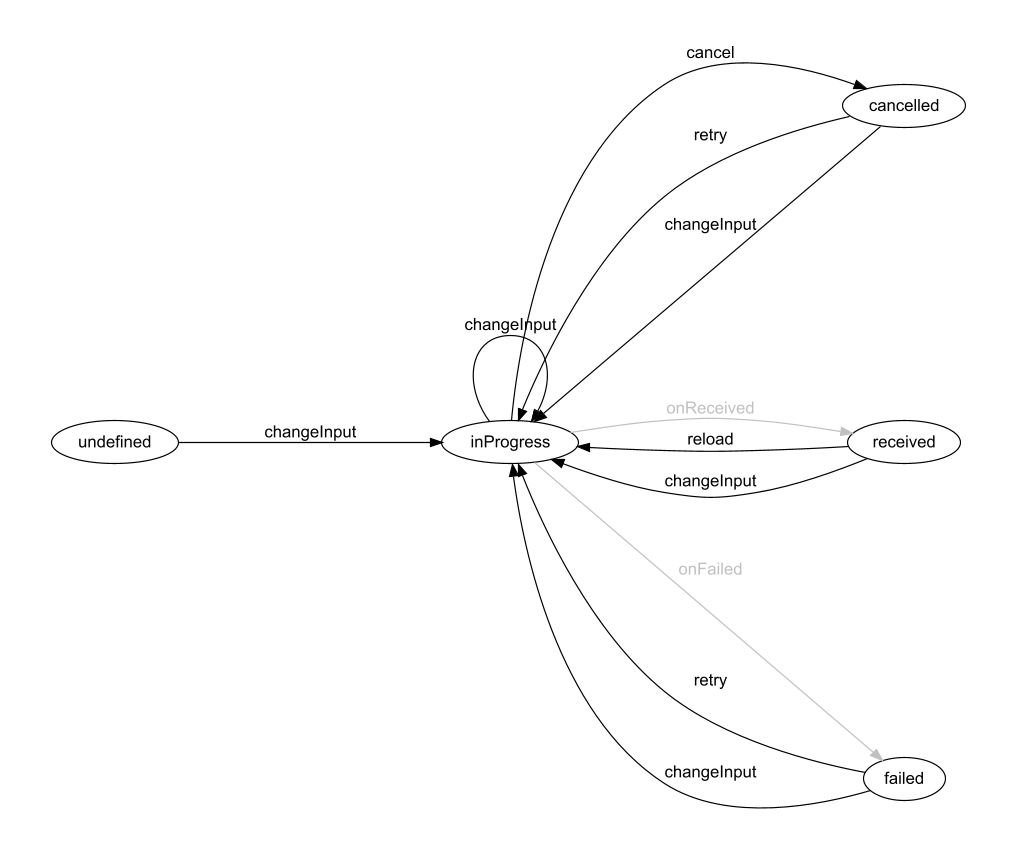 cancel
cancelled
retry
changeInput
changeInput
onReceived
undefined
changeInput
inProgress
reload
received
changeInput
onFailed
retry
changeInput
failed